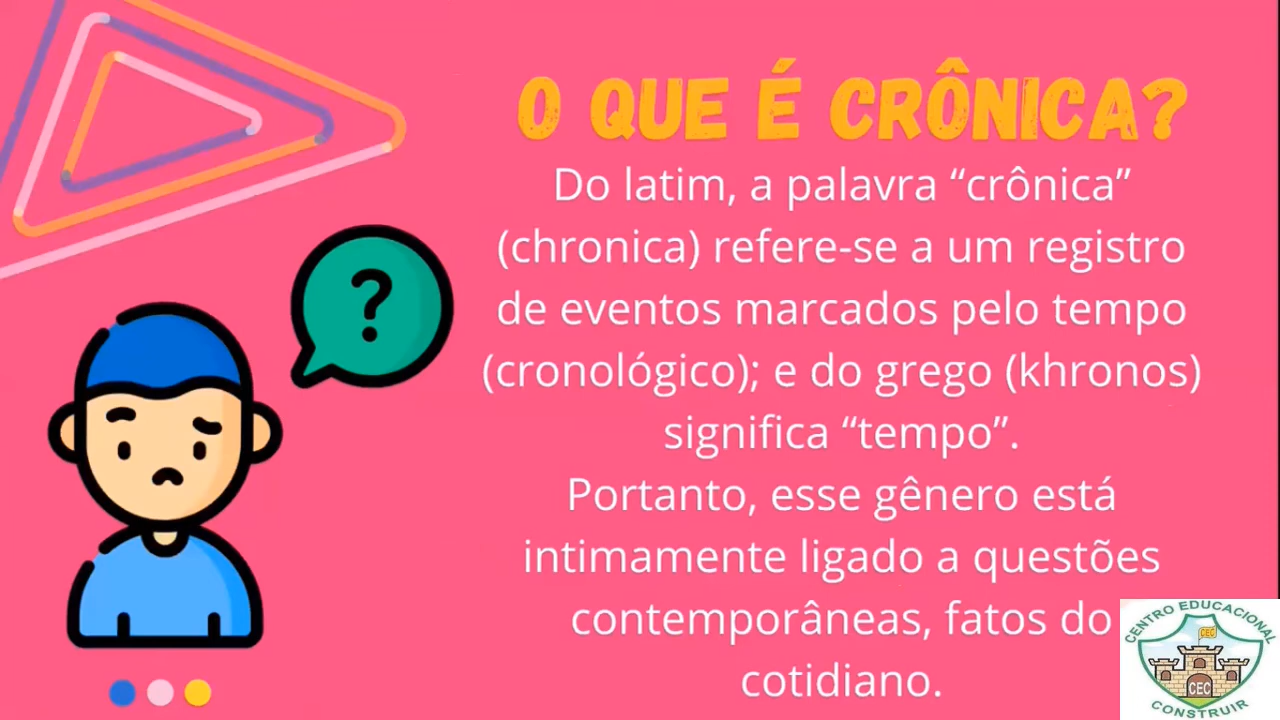 O QUE É CRÔNICA?
Do latim, a palavra “crônica”
(chronica) refere-se a um registro
de eventos marcados pelo tempo
(cronológico); e do grego (khronos)
significa “tempo”.
Portanto, esse gênero está
intimamente ligado a questões
contemporâneas, fatos do
cotidiano.
?
CENTRO EDUCACIONAL
CEC
CEC
CONSTRUIR